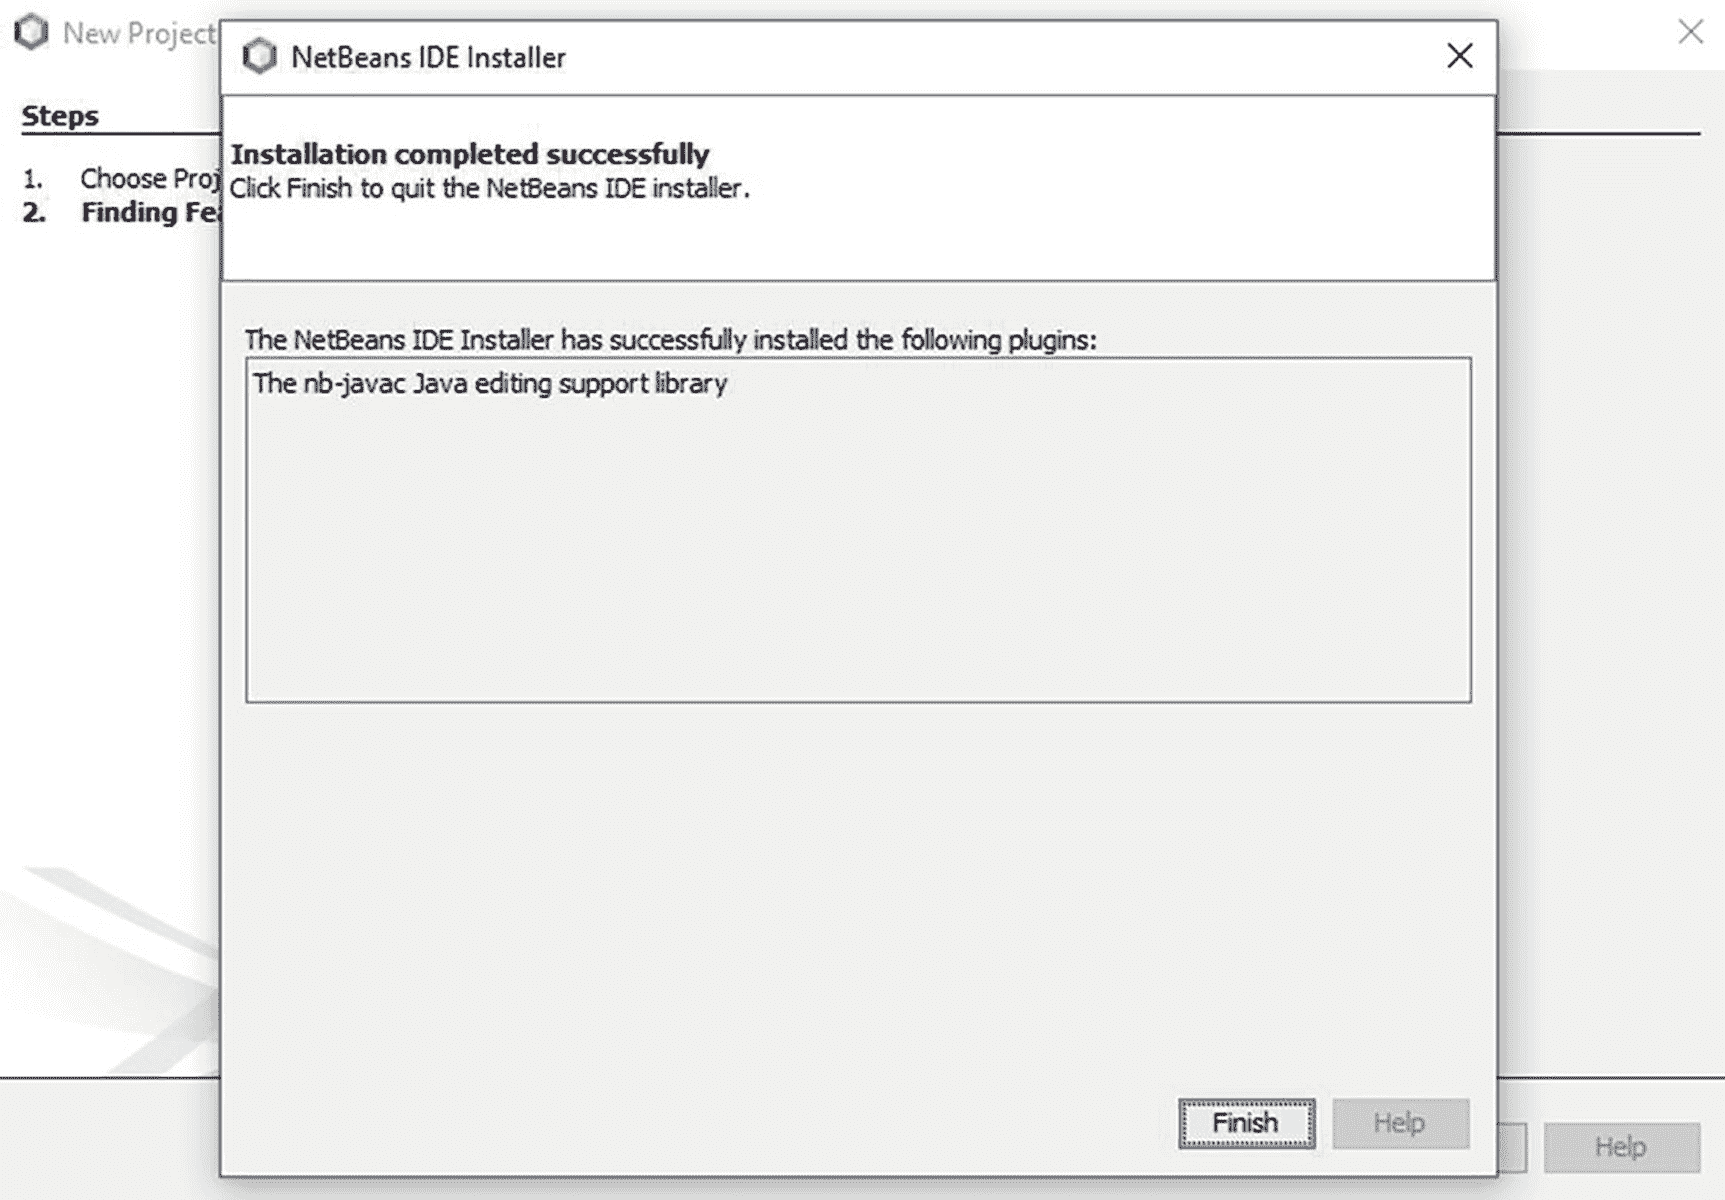 New Project
NetBeans IDE Installer
Steps
1. Choose Proj
2. Finding Fea
Installation completed successfully
Click Finish to quit the NetBeans IDE installer.
The NetBeans IDE Installer has successfully installed the following plugins:
The nb-javac Java editing support library
Finish
Help
Help